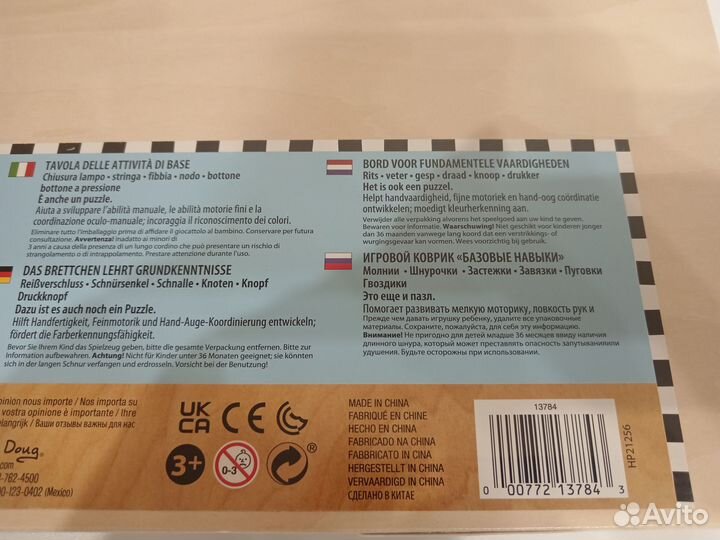 TAVOLA DELLE ATTIVITÀ DI BASE
Chiusura lampo • stringa • fibbia • nodo • bottone
bottone a pressione
È anche un puzzle.
Aiuta a sviluppare l'abilità manuale, le abilità motorie fini e la
coordinazione oculo-manuale; incoraggia il riconoscimento dei colori.
Eliminare tutto l'imballaggio prima di affidare il giocattolo al bambino. Conservare per futura
consultazione. Avvertenza! Inadatto ai minori di
3 anni a causa della presenza di un lungo cordino che può presentare un rischio di
strangolamento o di intrappolamento. Prestare attenzione durante l'uso.
DAS BRETTCHEN LEHRT GRUNDKENNTNISSE
Reißverschluss • Schnürsenkel • Schnalle • Knoten • Knopf
Druckknopf
Dazu ist es auch noch ein Puzzle.
Hilft Handfertigkeit, Feinmotorik und Hand-Auge-Koordinierung entwickeln;
fördert die Farberkennungsfähigkeit.
Bevor Sie Ihrem Kind das Spielzeug geben, bitte die gesamte Verpackung entfernen. Bitte zur
Information aufbewahren. Achtung! Nicht für Kinder unter 36 Monaten geeignet; sie könnten
sich in der langen Schnur verfangen und erdrosseln. Vorsicht bei der Benutzung!
BORD VOOR FUNDAMENTELE VAARDIGHEDEN
Rits • veter • gesp • draad • knoop • drukker
Het is ook een puzzel.
Helpt handvaardigheid, fijne motoriek en hand-oog coördinatie
ontwikkelen; moedigt kleurherkenning aan.
Verwijder alle verpakking alvorens het speelgoed aan uw kind te geven.
Bewaren voor informatie. Waarschuwing! Niet geschikt voor kinderen jonger
dan 36 maanden vanwege lang koord dat een verstrikkings- of
wurgingsgevaar kan vormen. Wees voorzichtig bij gebruik.
ИГРОВОЙ КОВРИК «БАЗОВЫЕ НАВЫКИ»
Молнии • Шнурочки • Застежки • Завязки • Пуговки
Гвоздики
Это еще и пазл.
Помогает развивать мелкую моторику, ловкость рук и
Прежде чем давать игрушку ребенку, удалите все упаковочные
материалы. Сохраните, пожалуйста, для себя эту информацию.
Внимание! Не пригодно для детей младше 36 месяцев ввиду наличия
длинного шнура, который может преставлять опасность запутыванияили
удушения. Будьте осторожны при использовании.
opinion nous importe / Nos importa su
vostra opinione è importante / Ihre
elangrijk / Ваши отзывы важны для нас
Doug
.com
-762-4500
00-123-0402 (Mexico)
UK
CA
CE
3+
0-3
®
MADE IN CHINA
FABRIQUÉ EN CHINE
HECHO EN CHINA
FABRICADO NA CHINA
FABBRICATO IN CINA
HERGESTELLT IN CHINA
VERVAARDIGD IN CHINA
СДЕЛАНО В КИТАЕ
13784
0 00772 13784 3
HP21256
Avito